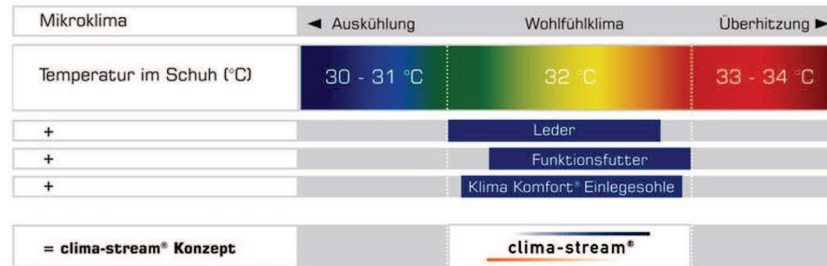 Mikroklima ◄ Auskühlung Wohlfühlklima Überhitzung ►
Temperatur im Schuh (°C) 30 - 31 °C 32 °C 33 - 34 °C
+ Leder
+ Funktionsfutter
+ Klima Komfort® Einlegesohle
= clima-stream® Konzept clima-stream®